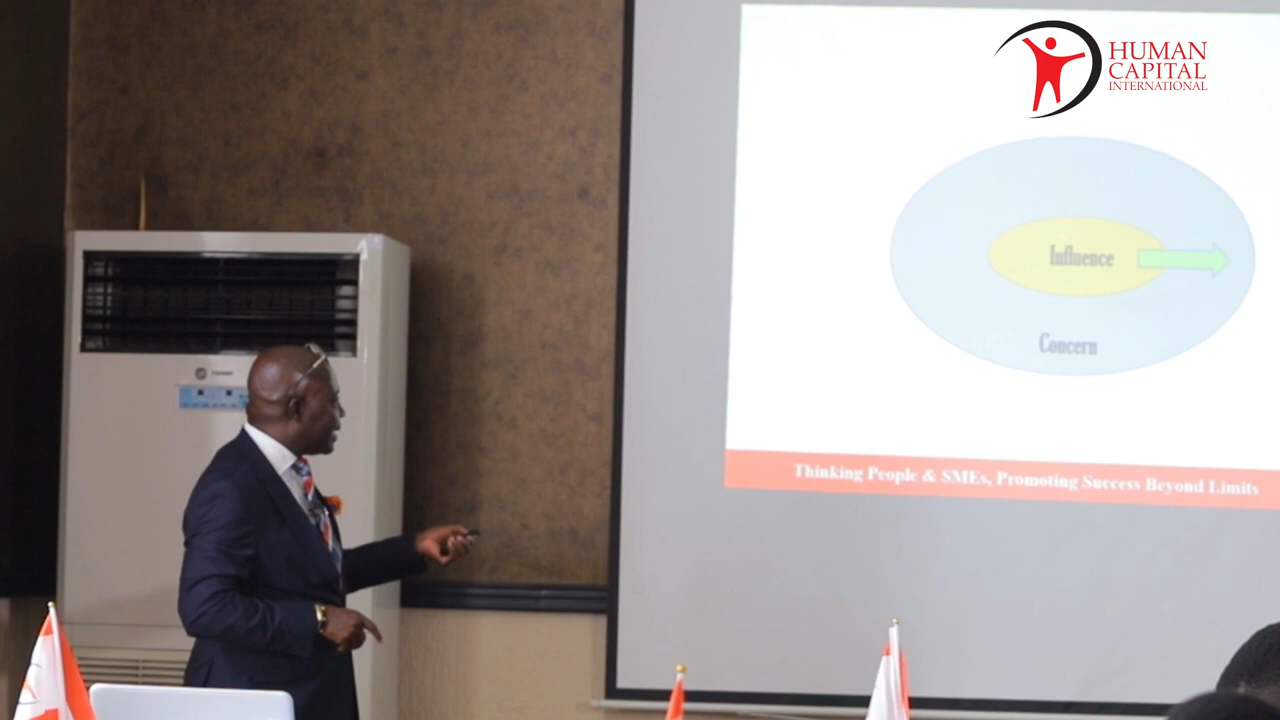 HUMAN
CAPITAL
INTERNATIONAL
Influence
Concern
Thinking People & SMEs, Promoting Success Beyond Limits